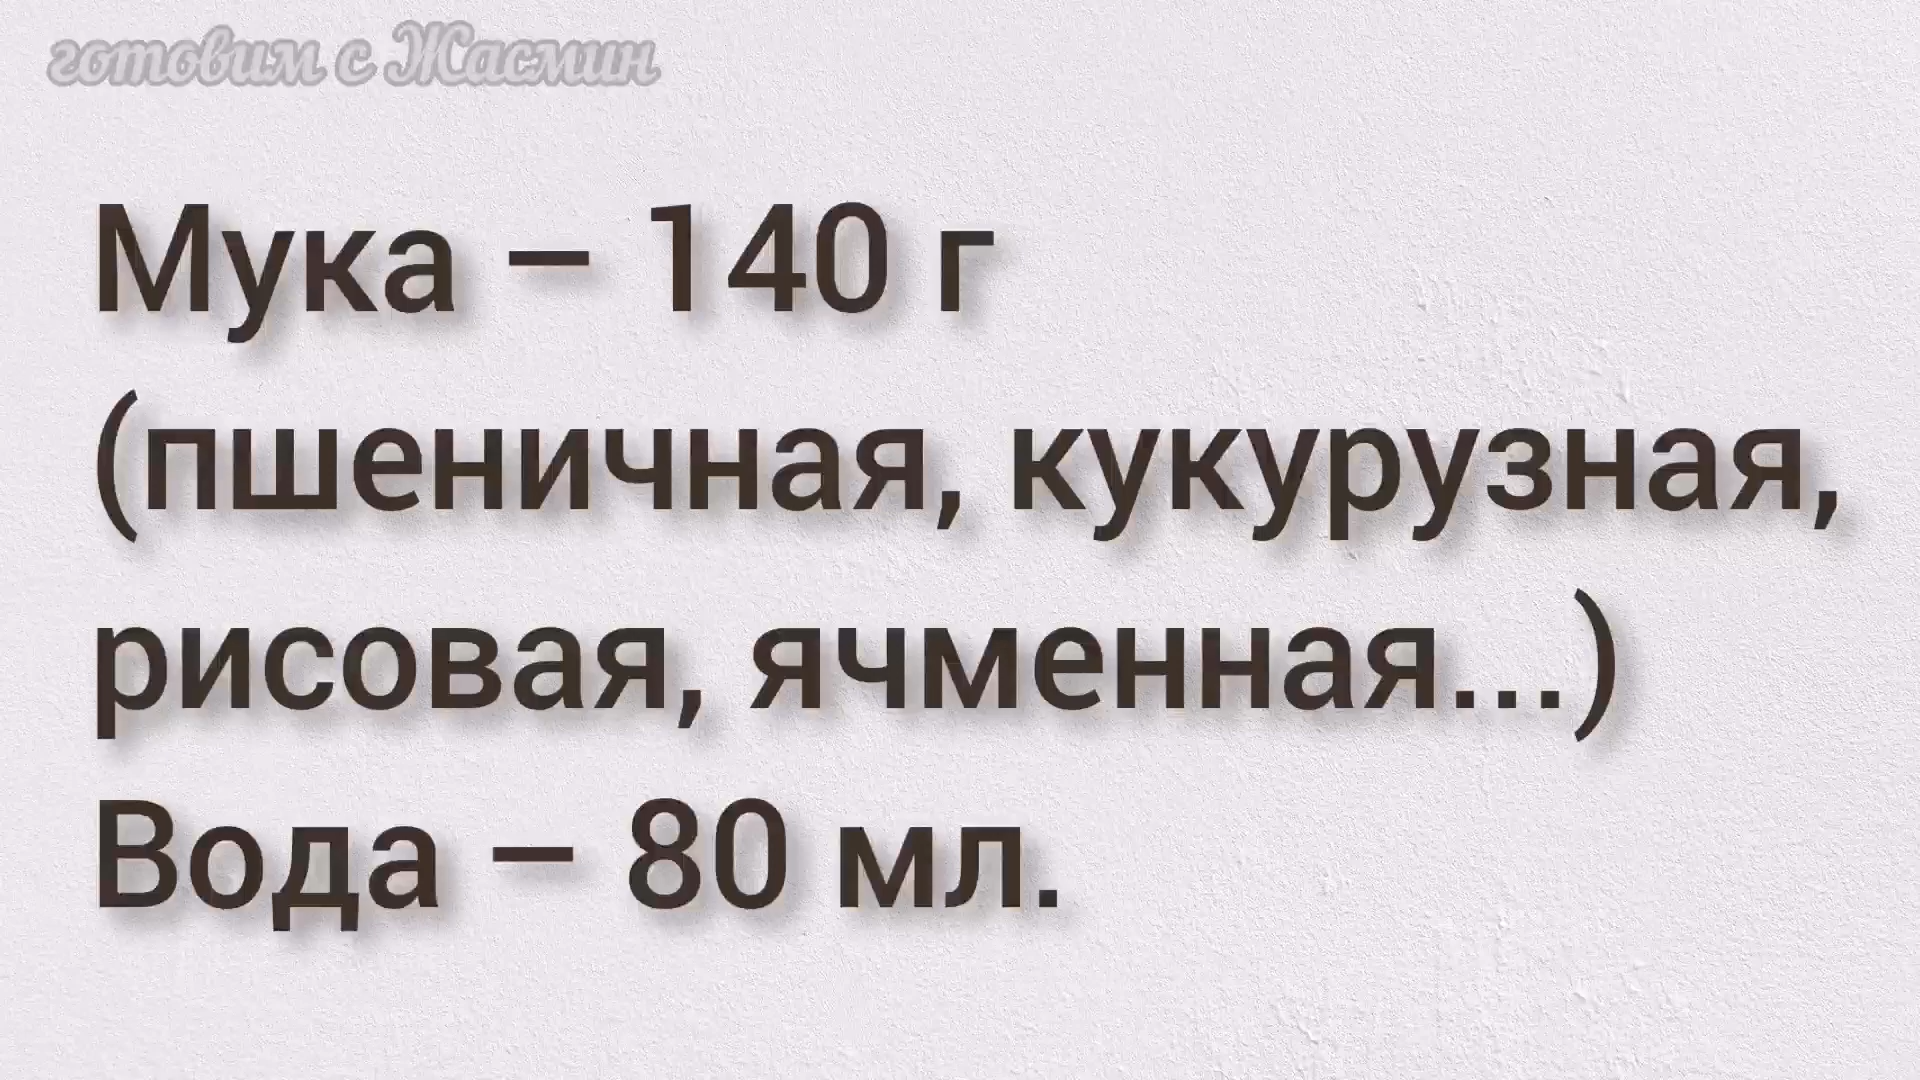 готовим с Жасмин
Мука – 140 г
(пшеничная, кукурузная,
рисовая, ячменная...)
Вода – 80 мл.